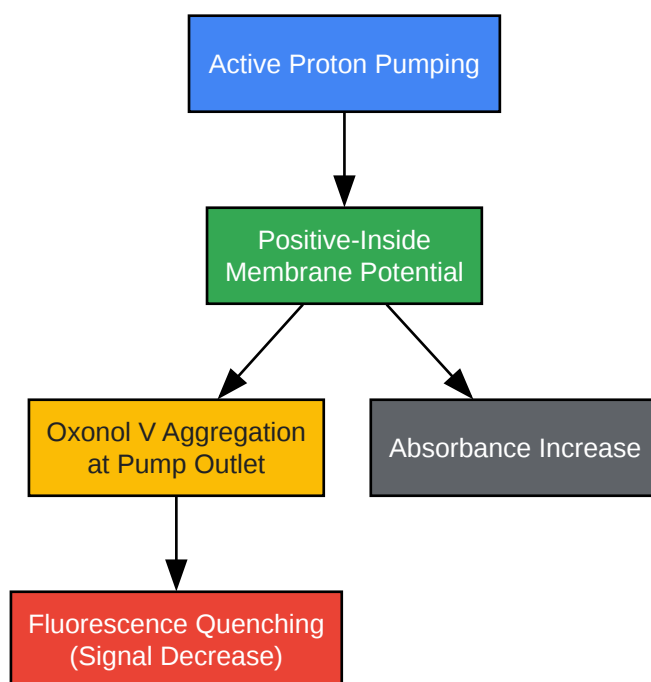 Active Proton Pumping
Positive-Inside
Membrane Potential
Oxonol V Aggregation
at Pump Outlet
Absorbance Increase
Fluorescence Quenching
(Signal Decrease)